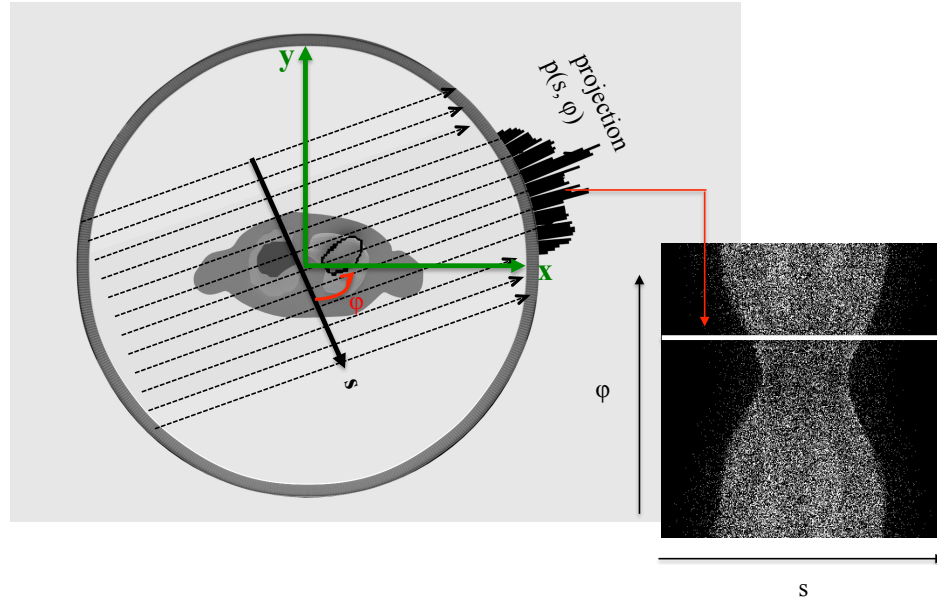 y
projection
p(s, φ)
x
φ
s
φ
s